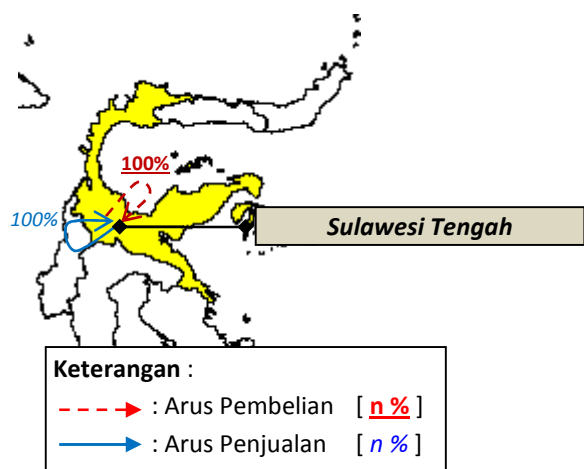 100%
100%
Sulawesi Tengah
Keterangan :
: Arus Pembelian [ n % ]
: Arus Penjualan [ n % ]